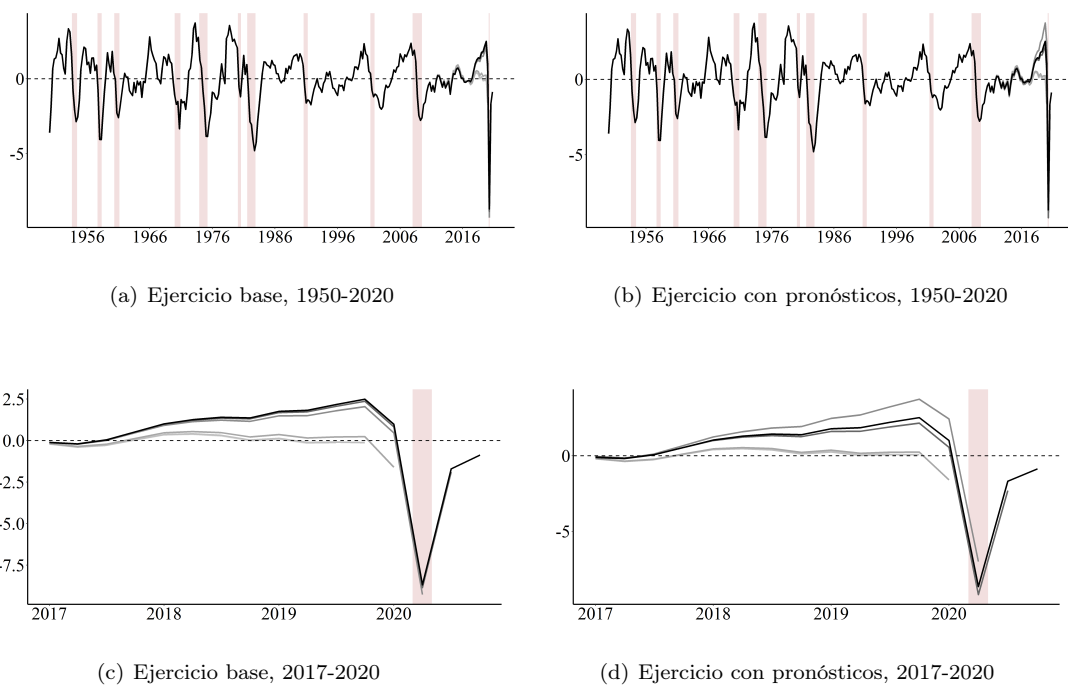 0
-5
1956 1966 1976 1986 1996 2006 2016
(a) Ejercicio base, 1950-2020
0
-5
1956 1966 1976 1986 1996 2006 2016
(b) Ejercicio con pronósticos, 1950-2020
2.5
0.0
-2.5
-5.0
-7.5
2017 2018 2019 2020
(c) Ejercicio base, 2017-2020
0
-5
2017 2018 2019 2020
(d) Ejercicio con pronósticos, 2017-2020